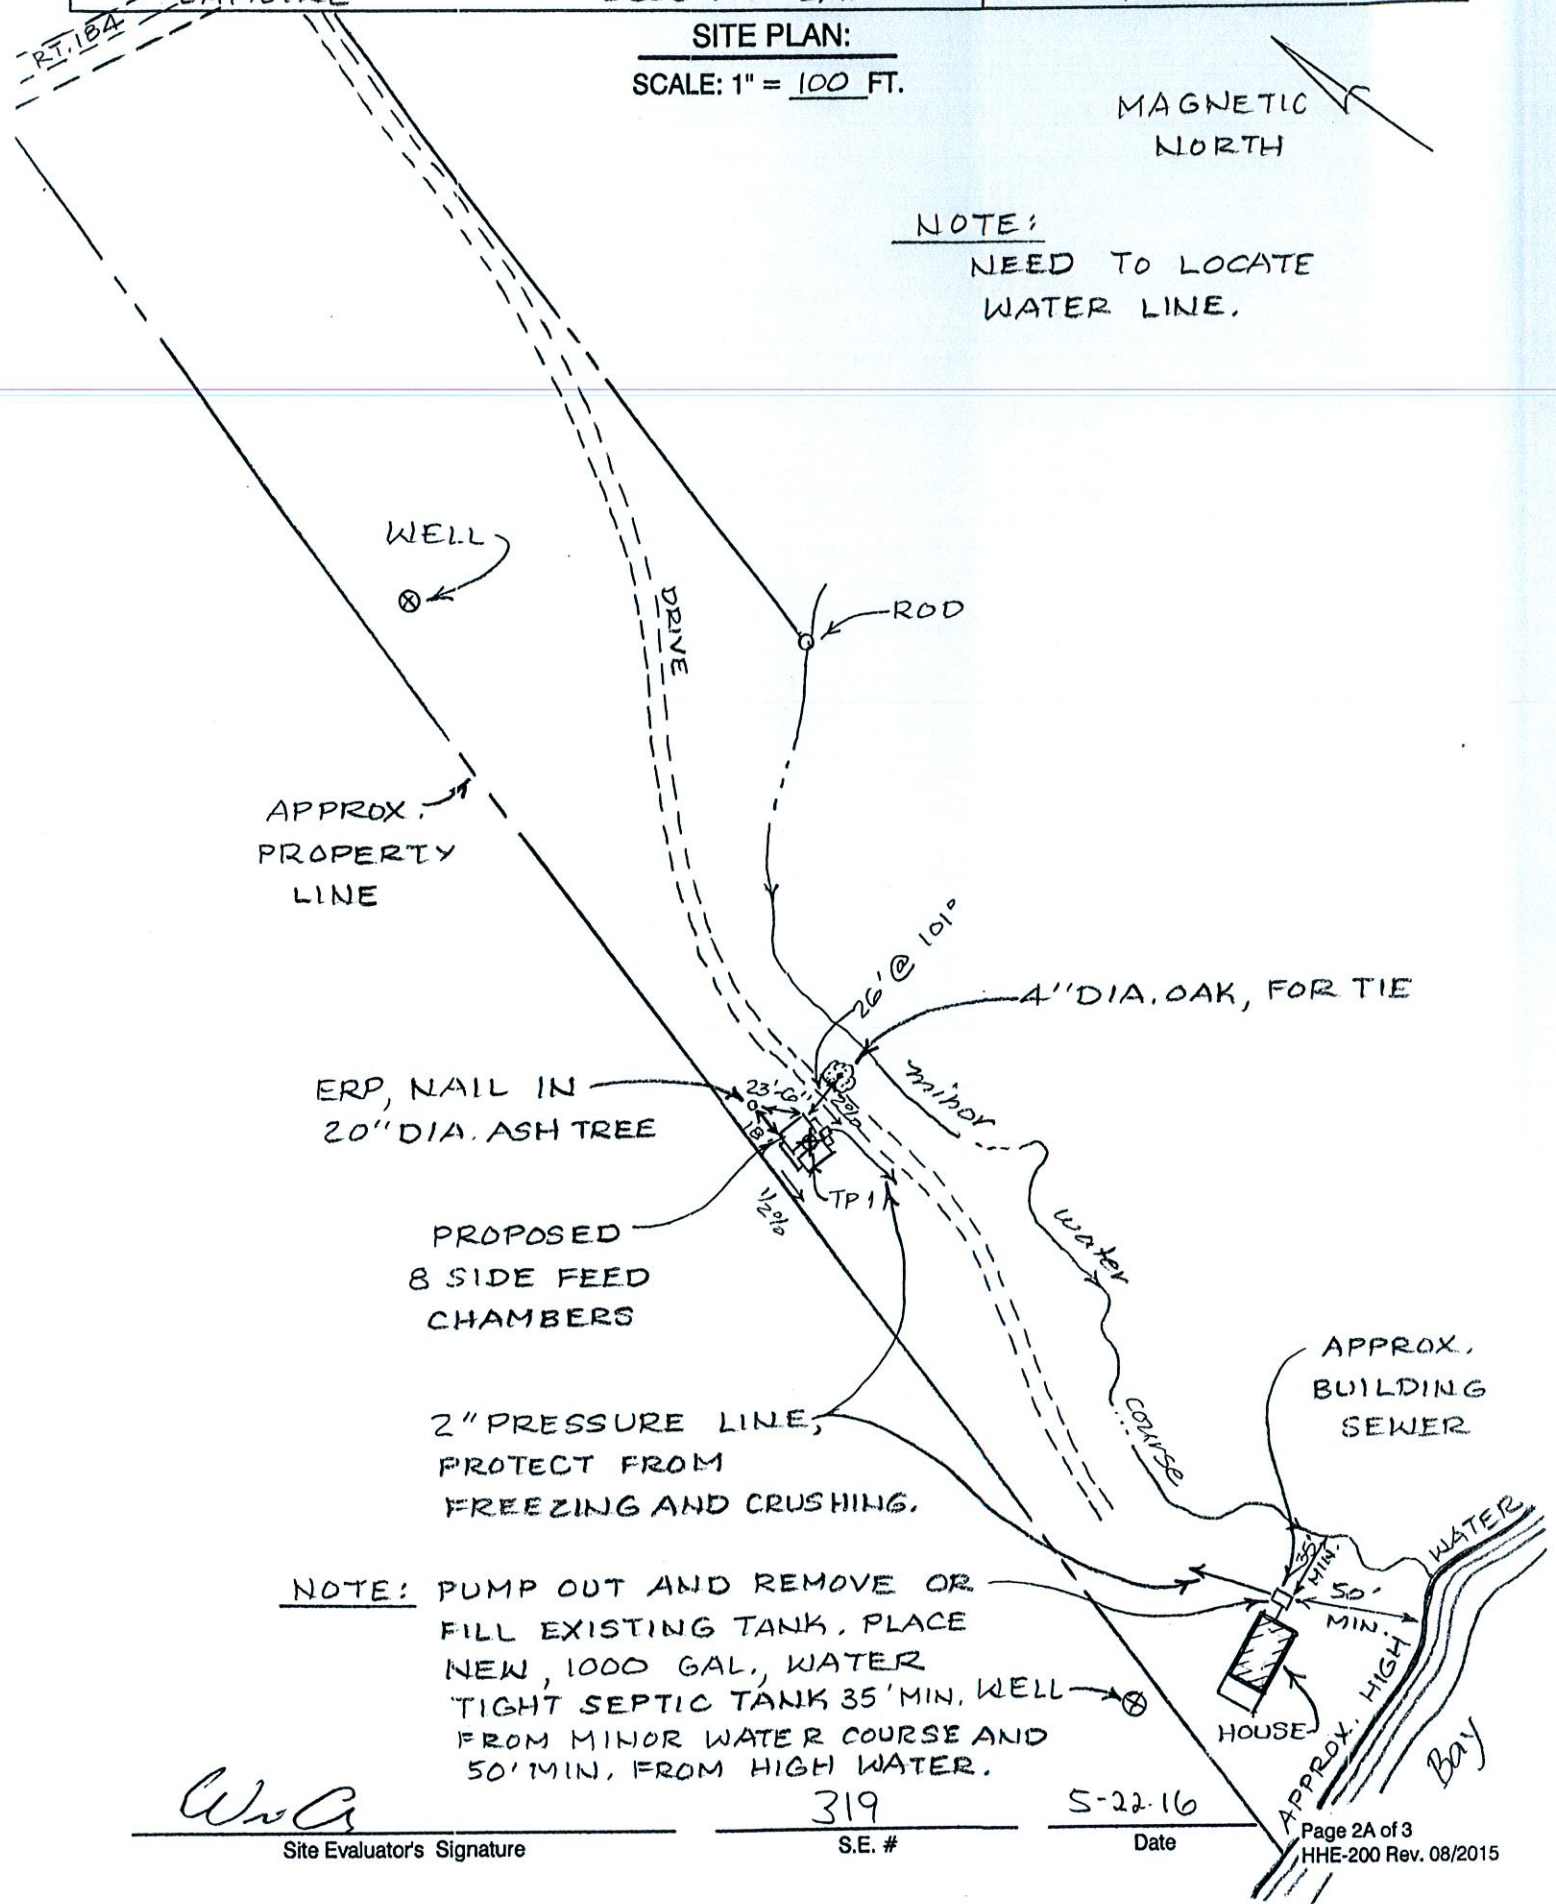 RT. 184
SITE PLAN:
SCALE: 1" = 100 FT.
MAGNETIC
NORTH
NOTE:
NEED TO LOCATE
WATER LINE.
WELL
DRIVE
ROD
APPROX.
PROPERTY
LINE
26' @ 101°
4" DIA. OAK, FOR TIE
ERP, NAIL IN
20" DIA. ASH TREE
23'-6"
18'
2%
1/2%
TP 1
minor
water
course
PROPOSED
8 SIDE FEED
CHAMBERS
2" PRESSURE LINE,
PROTECT FROM
FREEZING AND CRUSHING.
APPROX.
BUILDING
SEWER
35'
MIN.
50'
MIN.
NOTE: PUMP OUT AND REMOVE OR
FILL EXISTING TANK. PLACE
NEW, 1000 GAL., WATER
TIGHT SEPTIC TANK 35' MIN.
FROM MINOR WATER COURSE AND
50' MIN. FROM HIGH WATER.
WELL
HOUSE
APPROX. HIGH WATER
Bay
319
5-22-16
Site Evaluator's Signature
S.E. #
Date
Page 2A of 3
HHE-200 Rev. 08/2015